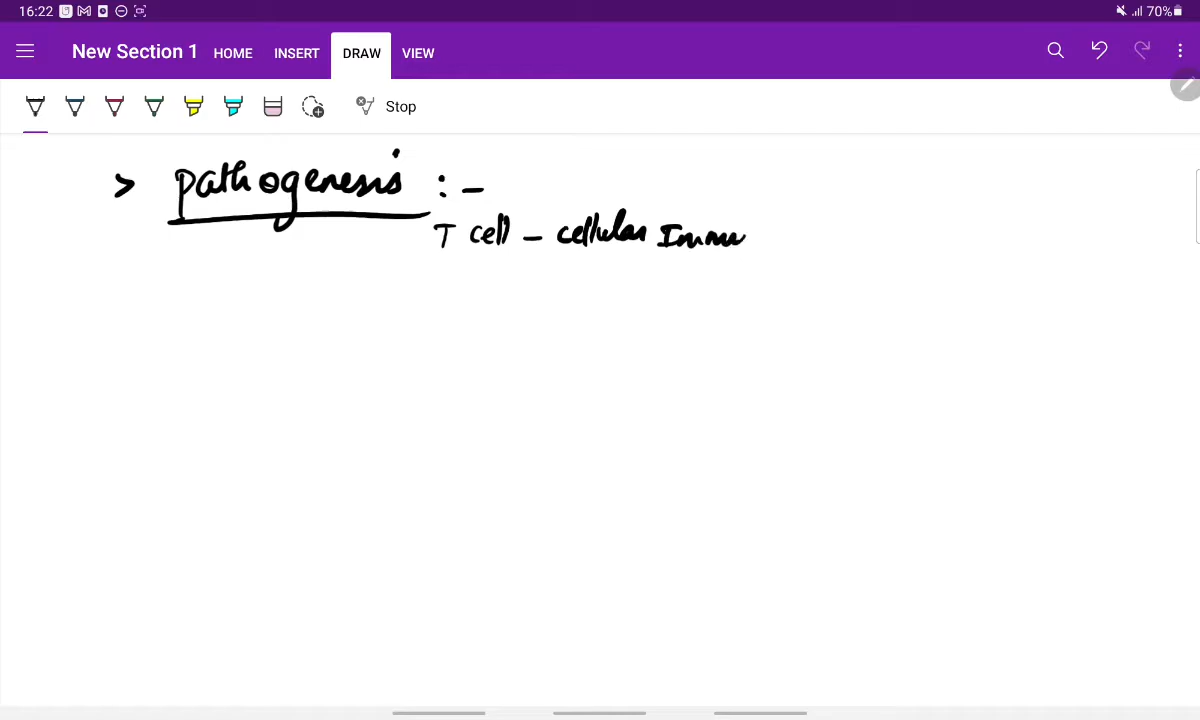 16:22 70%
New Section 1 HOME INSERT DRAW VIEW
Stop
> pathogenesis :-
T cell - cellular Immu